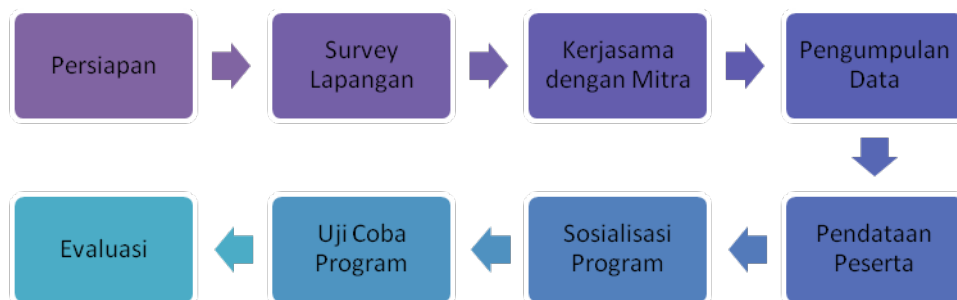 Persiapan
Survey
Lapangan
Kerjasama
dengan Mitra
Pengumpulan
Data
Pendataan
Peserta
Sosialisasi
Program
Uji Coba
Program
Evaluasi